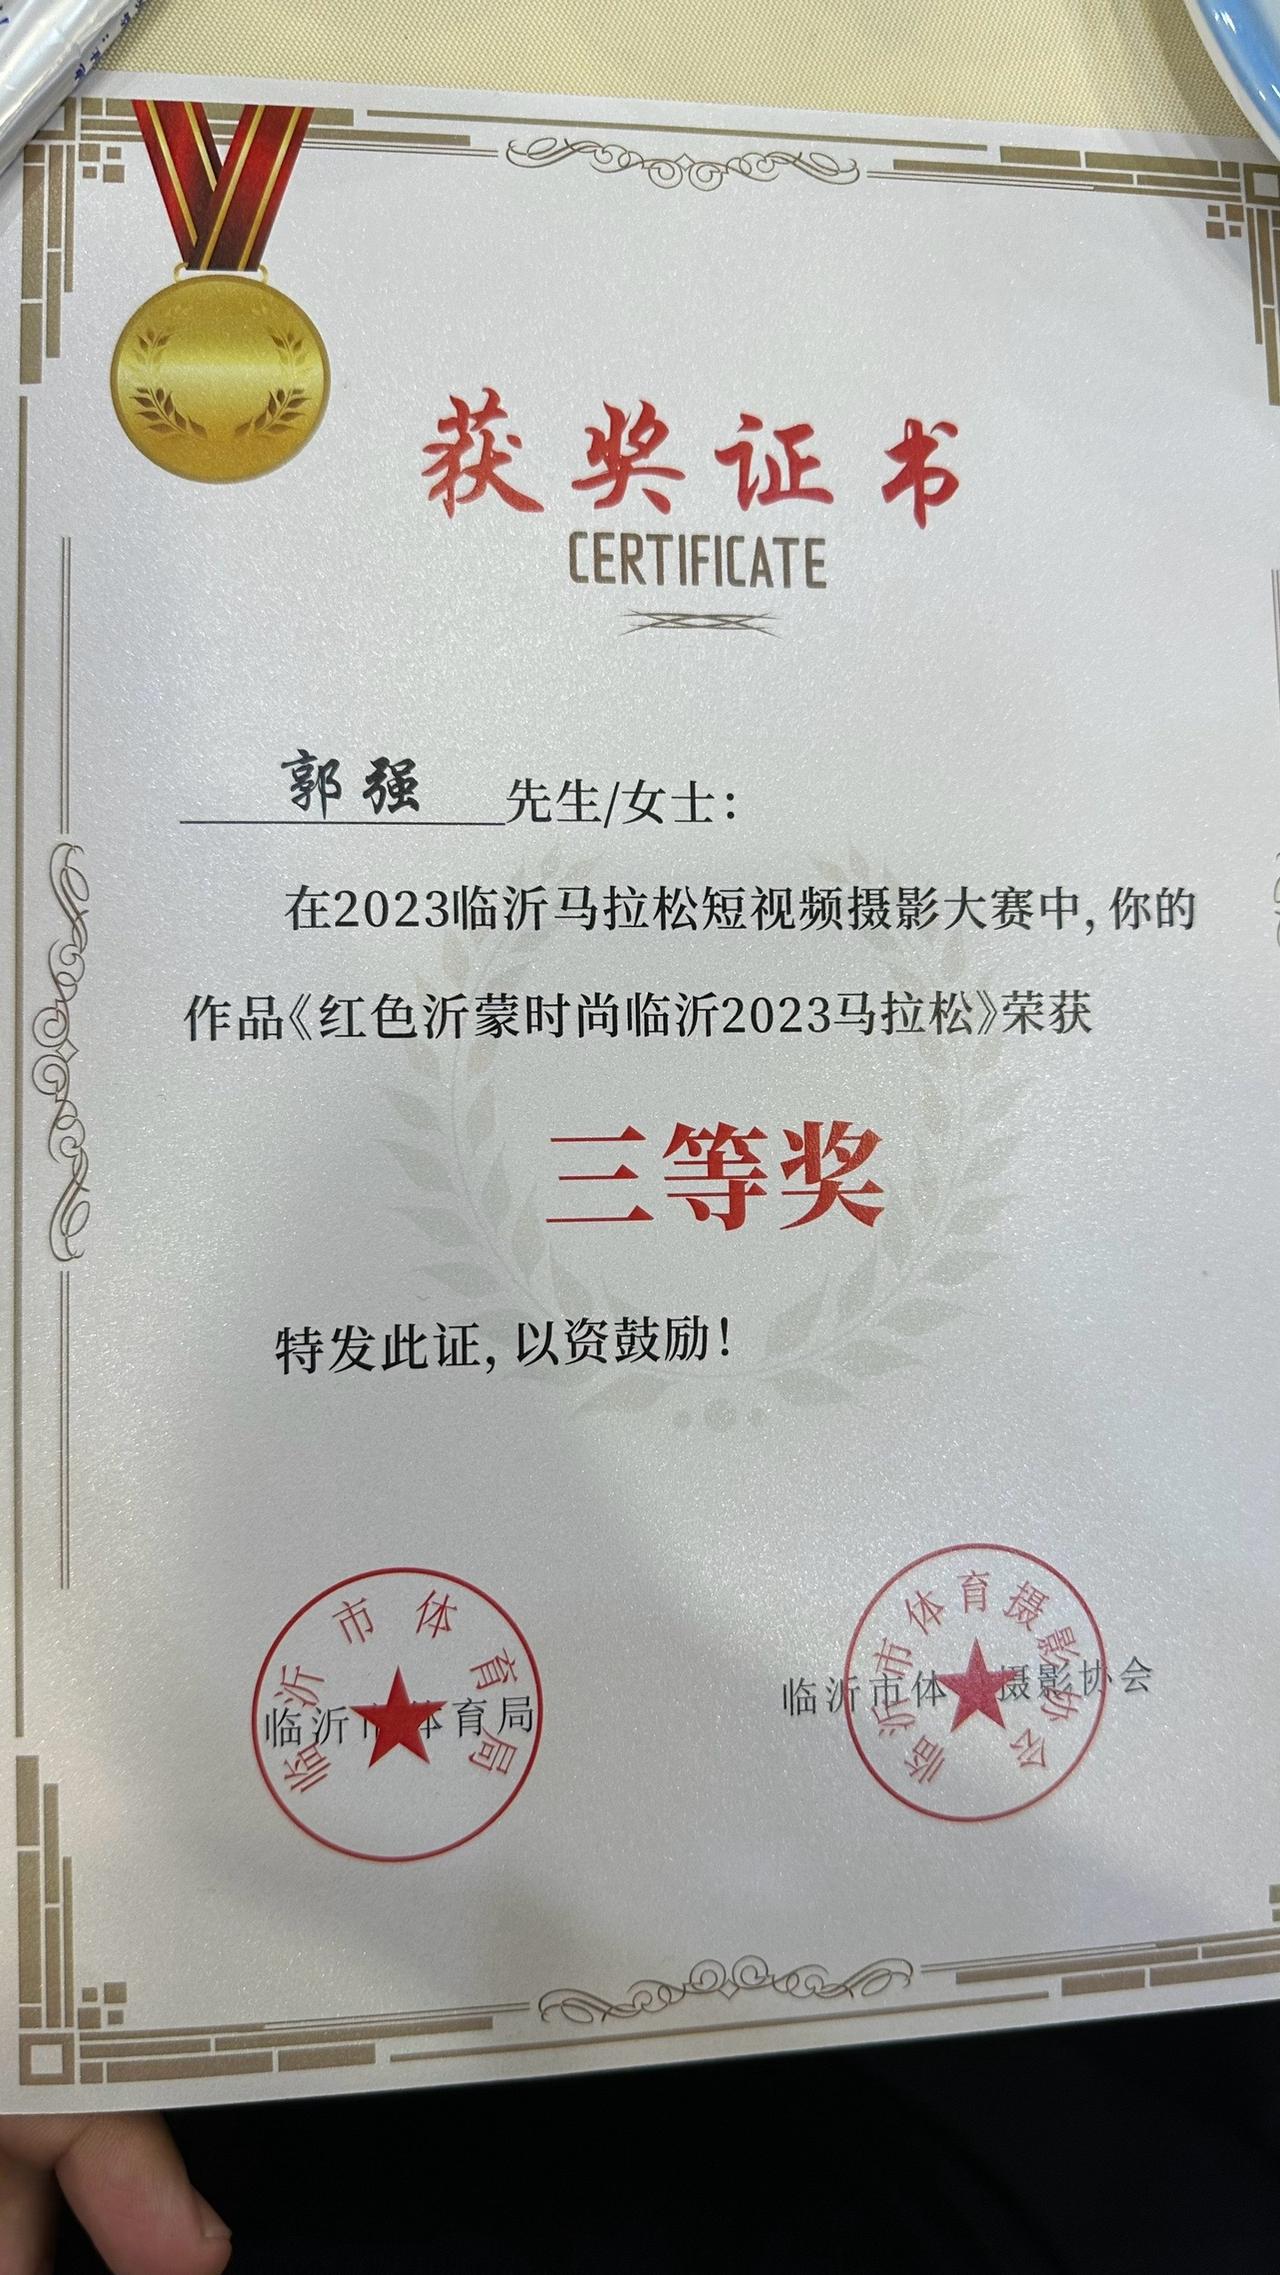 获奖证书
CERTIFICATE
郭强 先生/女士：
在2023临沂马拉松短视频摄影大赛中，你的
作品《红色沂蒙时尚临沂2023马拉松》荣获
三等奖
特发此证，以资鼓励！
临沂市体育局
临沂市体育局
临沂市体育摄影协会
临沂市体 摄影协会